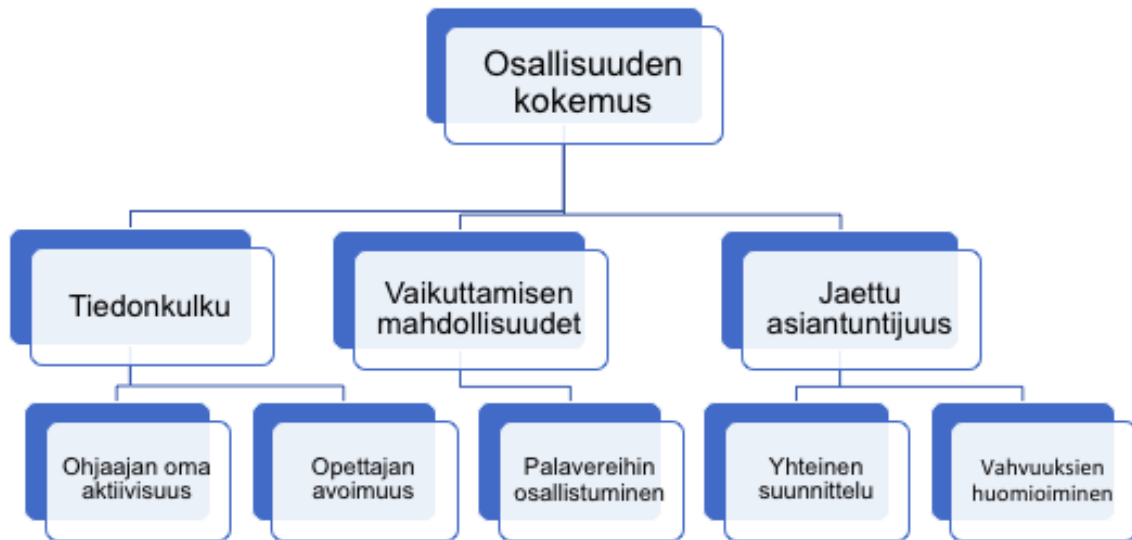 Osallisuuden
kokemus
Tiedonkulku
Vaikuttamisen
mahdollisuudet
Jaettu
asiantuntijuus
Ohjaajan oma
aktiivisuus
Opettajan
avoimuus
Palavereihin
osallistuminen
Yhteinen
suunnittelu
Vahvuuksien
huomioiminen